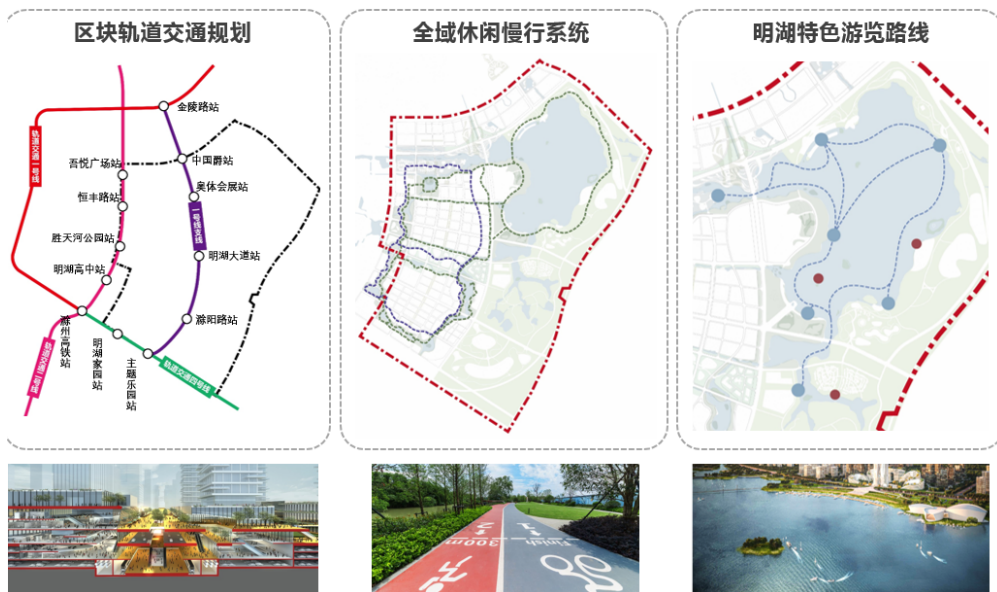 区块轨道交通规划
全域休闲慢行系统
明湖特色游览路线
金陵路站
轨道交通一号线
吾悦广场站
中国爵站
奥体会展站
恒丰路站
一号线支线
胜天河公园站
明湖大道站
明湖高中站
滁阳路站
滁州高铁站
明湖家园站
主题乐园站
轨道交通二号线
轨道交通四号线
300m
Finish